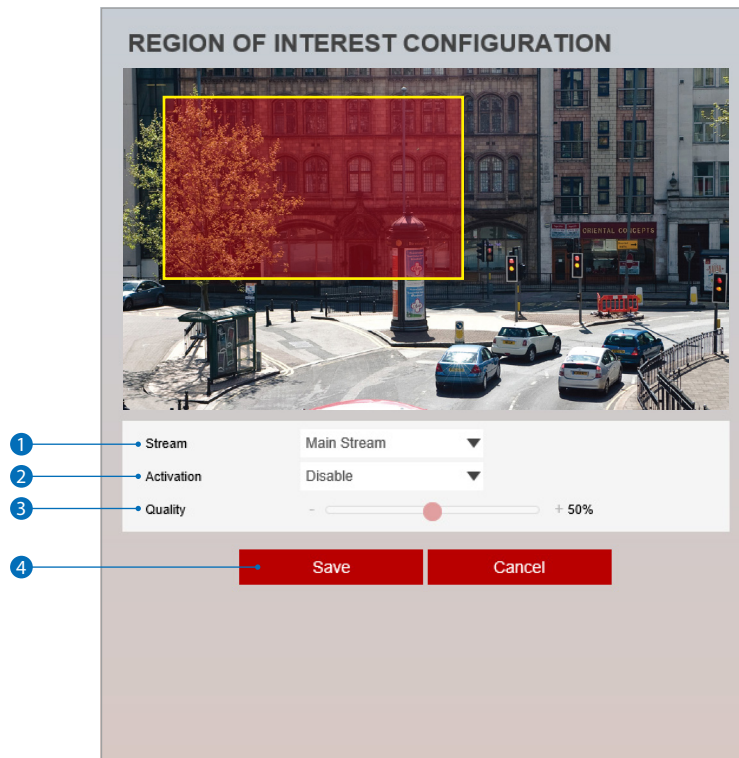 REGION OF INTEREST CONFIGURATION
ORIENTAL CONCEPTS
1 Stream Main Stream
2 Activation Disable
3 Quality - + 50%
4 Save Cancel